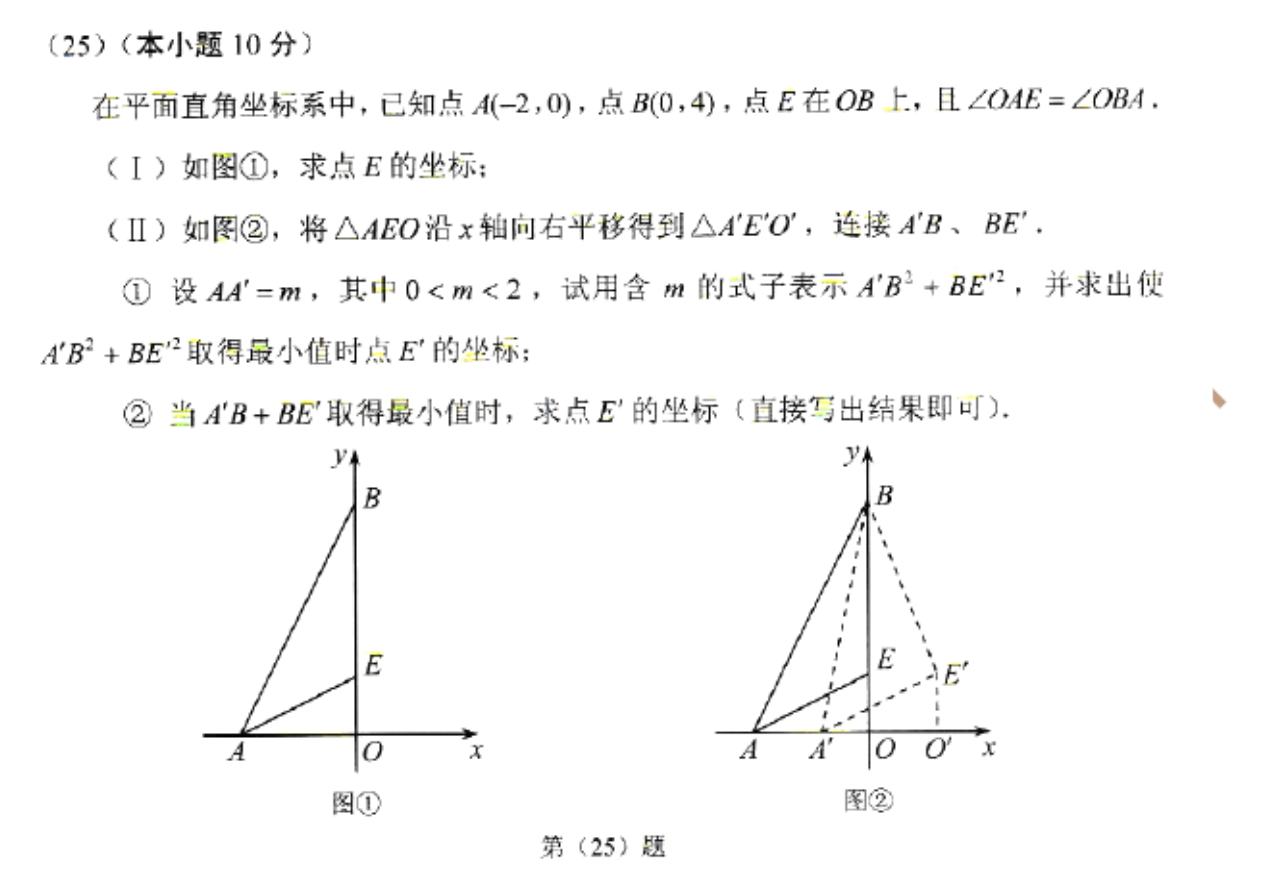 （25）（本小题 10 分）
在平面直角坐标系中，已知点 A(−2，0)，点 B(0，4)，点 E 在 OB 上，且 ∠OAE = ∠OBA．
（Ⅰ）如图①，求点 E 的坐标；
（Ⅱ）如图②，将 △AEO 沿 x 轴向右平移得到 △A′E′O′，连接 A′B 、 BE′．
① 设 AA′ = m，其中 0 < m < 2，试用含 m 的式子表示 A′B² + BE′²，并求出使
A′B² + BE′² 取得最小值时点 E′ 的坐标；
② 当 A′B + BE′ 取得最小值时，求点 E′ 的坐标（直接写出结果即可）．
y
B
E
A
O
x
图①
y
B
E
E′
A
A′
O
O′
x
图②
第（25）题